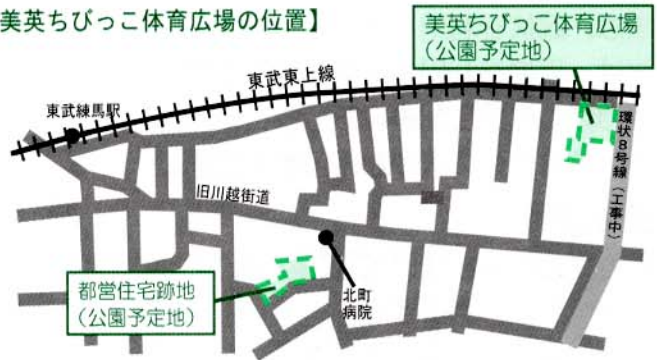 美英ちびっこ体育広場の位置】
美英ちびっこ体育広場
(公園予定地)
東武東上線
東武練馬駅
環状8号線(工事中)
旧川越街道
都営住宅跡地
(公園予定地)
北町
病院